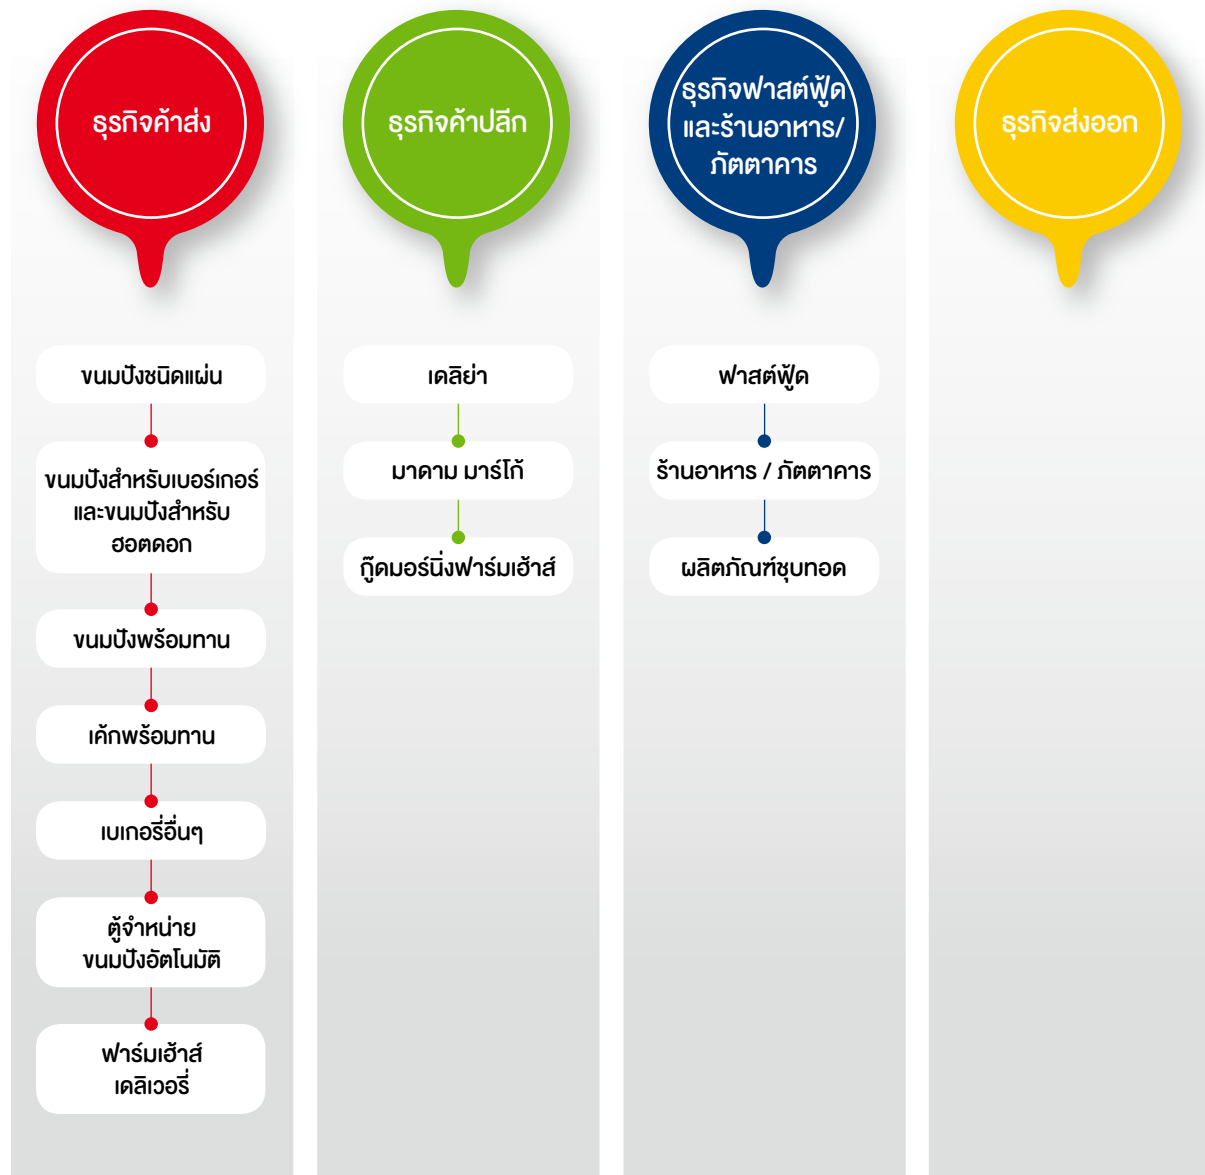 ธุรกิจค้าส่ง
ขนมปังชนิดแผ่น
ขนมปังสำหรับเบอร์เกอร์
และขนมปังสำหรับ
ฮอตดอก
ขนมปังพร้อมทาน
เค้กพร้อมทาน
เบเกอรี่อื่นๆ
ตู้จำหน่าย
ขนมปังอัตโนมัติ
ฟาร์มเฮ้าส์
เดลิเวอรี่
ธุรกิจค้าปลีก
เดลิย่า
มาดาม มาร์โก้
กู๊ดมอร์นิ่งฟาร์มเฮ้าส์
ธุรกิจฟาสต์ฟู้ด
และร้านอาหาร/
ภัตตาคาร
ฟาสต์ฟู้ด
ร้านอาหาร / ภัตตาคาร
ผลิตภัณฑ์ชุบทอด
ธุรกิจส่งออก